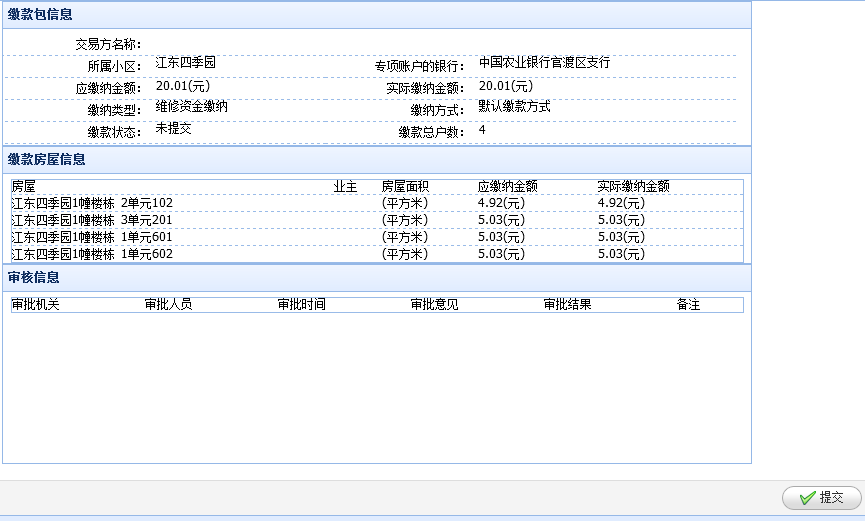 缴款包信息
交易方名称：
所属小区： 江东四季园 专项账户的银行： 中国农业银行官渡区支行
应缴纳金额： 20.01(元) 实际缴纳金额： 20.01(元)
缴纳类型： 维修资金缴纳 缴纳方式： 默认缴款方式
缴款状态： 未提交 缴款总户数： 4
缴款房屋信息
房屋 业主 房屋面积 应缴纳金额 实际缴纳金额
江东四季园1幢楼栋 2单元102 (平方米) 4.92(元) 4.92(元)
江东四季园1幢楼栋 3单元201 (平方米) 5.03(元) 5.03(元)
江东四季园1幢楼栋 1单元601 (平方米) 5.03(元) 5.03(元)
江东四季园1幢楼栋 1单元602 (平方米) 5.03(元) 5.03(元)
审核信息
审批机关 审批人员 审批时间 审批意见 审批结果 备注
提交